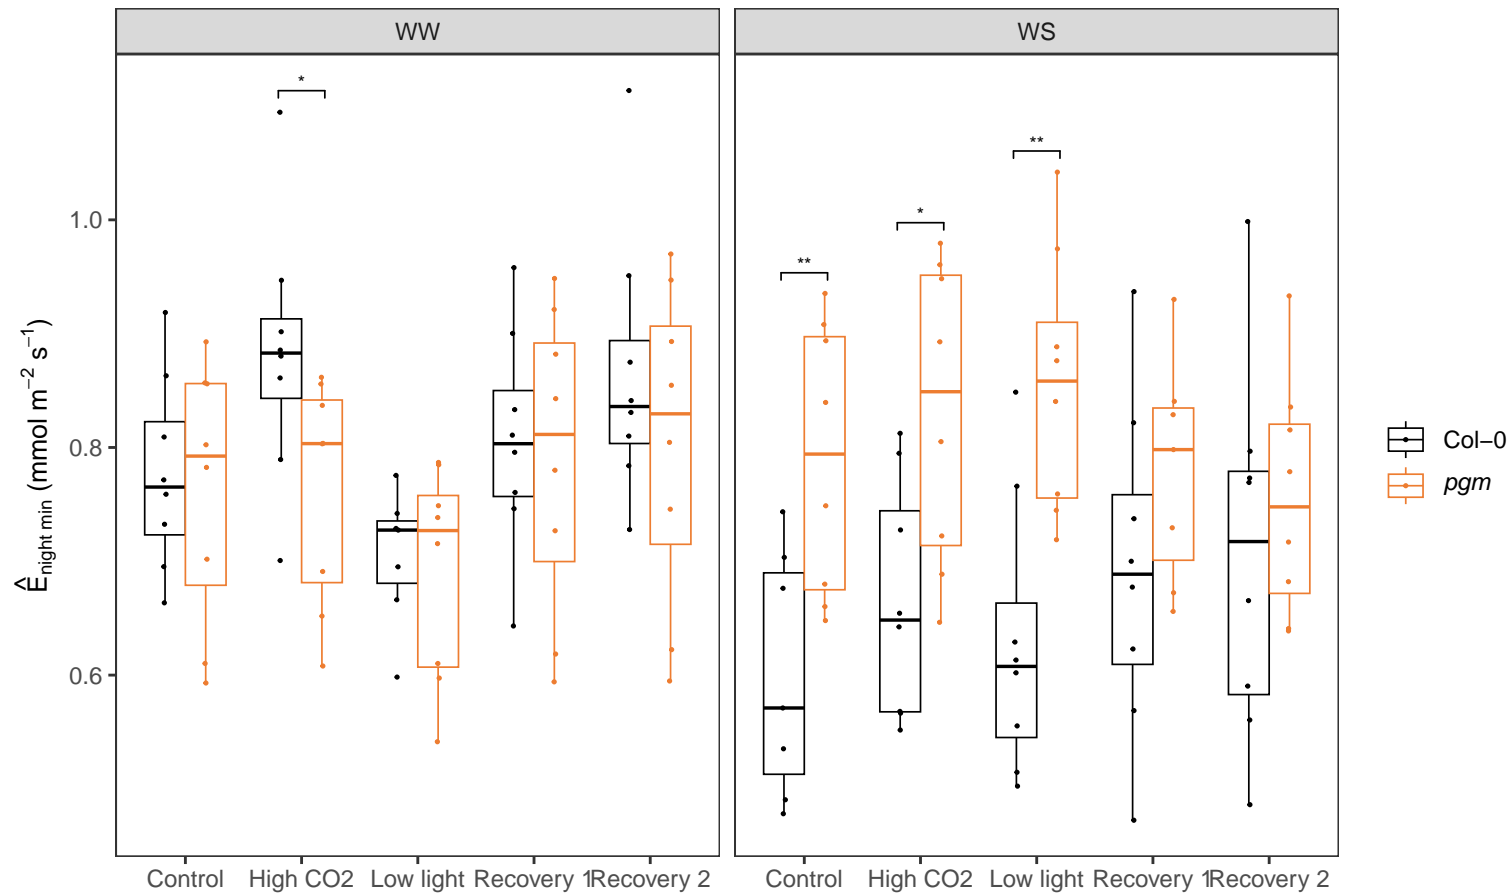 WW WS
*
**
*
**
1.0
0.8
0.6
Ê night min (mmol m⁻² s⁻¹)
Control High CO2 Low light Recovery 1 Recovery 2
Control High CO2 Low light Recovery 1 Recovery 2
Col−0
pgm